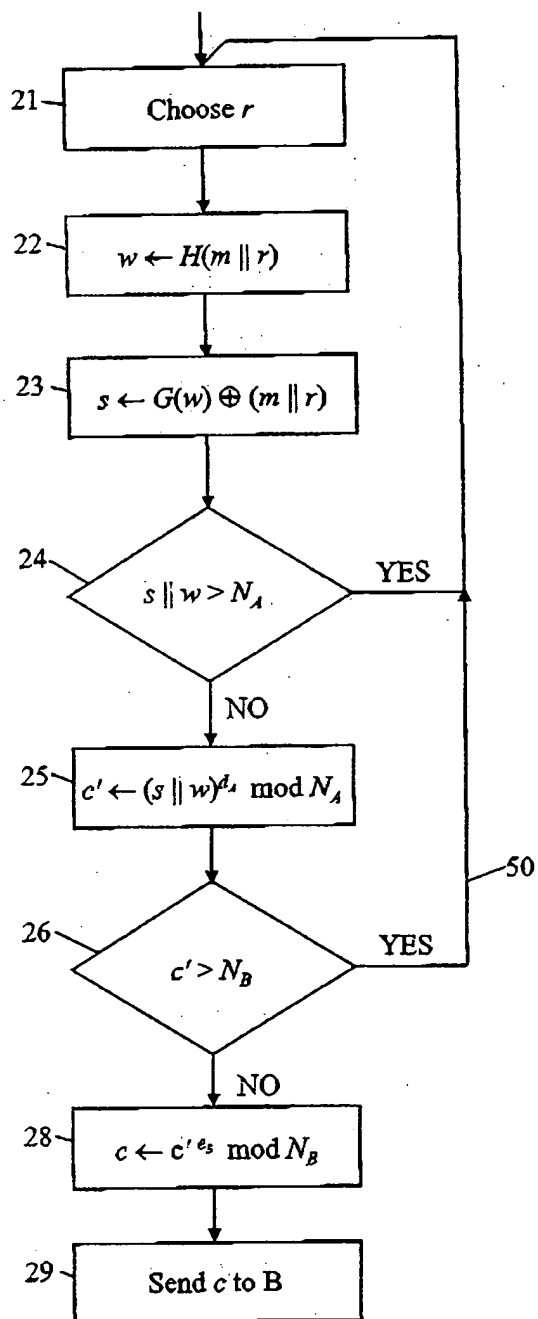 21
Choose r
22
w ← H(m || r)
23
s ← G(w) ⊕ (m || r)
24
s || w > N_A
YES
NO
25
c' ← (s || w)^{d_A} mod N_A
50
26
c' > N_B
YES
NO
28
c ← c'^{e_s} mod N_B
29
Send c to B